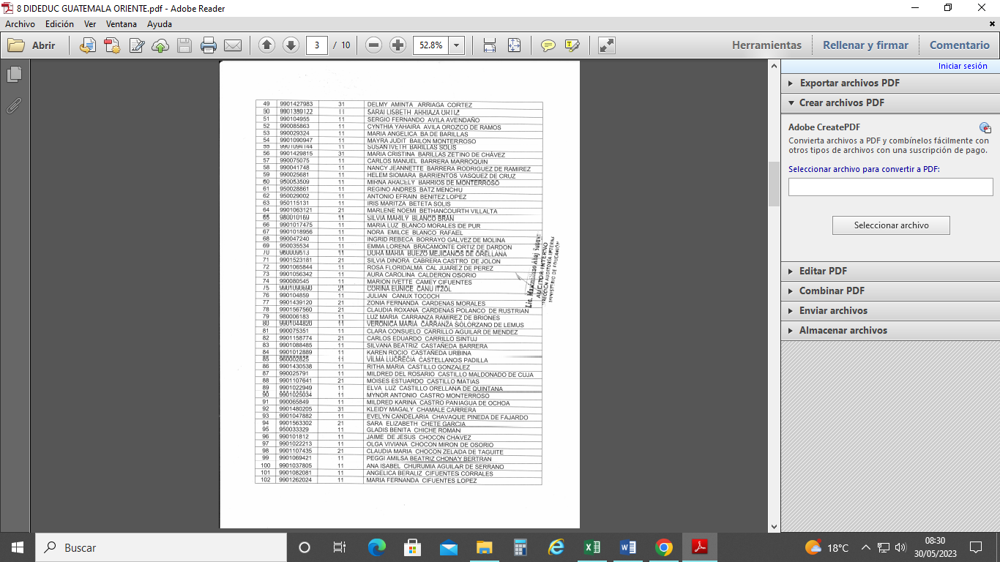 8 DIDEDUC GUATEMALA ORIENTE.pdf - Adobe Reader
Archivo Edición Ver Ventana Ayuda
Abrir 3 / 10 52.8% Herramientas Rellenar y firmar Comentario
49 9901427983 31 DELMY AMINTA ARRIAGA CORTEZ
50 9901389122 11 SARAI LISBETH ARRIAZA URTIZ
51 990104955 11 SERGIO FERNANDO AVILA AVENDAÑO
52 990085863 11 CYNTHIA YAHAIRA AVILA OROZCO DE RAMOS
53 990029324 11 MARIA ANGELICA BA DE BARILLAS
54 9901090947 11 MAYRA JUDIT BAILON MONTERROSO
55 9901094144 11 SUSAN IVETH BARILLAS SOLIS
56 9901429815 31 MARIA CRISTINA BARILLAS ZETINO DE CHÁVEZ
57 990075075 11 CARLOS MANUEL BARRERA MARROQUIN
58 990041748 11 NANCY JEANNETTE BARRERA RODRIGUEZ DE RAMIREZ
59 990025681 11 HELEM SIOMARA BARRIENTOS VASQUEZ DE CRUZ
60 950053509 11 MIRNA ARACELY BARRIOS DE MONTERROSO
61 950028861 11 REGINO ANDRES BATZ MENCHU
62 950029002 11 ANTONIO EFRAIN BENITEZ LOPEZ
63 950115131 11 IRIS MARITZA BETETA SOLIS
64 9901063121 21 MARLENE NOEMI BETHANCOURTH VILLALTA
65 980010169 11 SILVIA MARILY BLANCO BRAN
66 9901017475 11 MARIA LUZ BLANCO MORALES DE PUR
67 9901018956 11 NORA EMILCE BLANCO RAFAEL
68 990047240 11 INGRID REBECA BORRAYO GALVEZ DE MOLINA
69 950035534 11 EMMA LORENA BRACAMONTE ORTIZ DE DARDON
70 960009513 11 DORA MARIA BUEZO MEJICANOS DE ORELLANA
71 9901523181 21 SILVIA DINORA CABRERA CASTRO DE JOLON
72 9901065844 11 ROSA FLORIDALMA CAL JUAREZ DE PEREZ
73 9901056342 11 AURA CAROLINA CALDERON OSORIO
74 990080545 11 MARION IVETTE CAMEY CIFUENTES
75 9901090690 21 CORINA EUNICE CANU ITZOL
76 990104859 11 JULIAN CANUX TOCOCH
77 9901439120 21 ZONIA FERNANDA CARDENAS MORALES
78 9901567560 21 CLAUDIA ROXANA CARDENAS POLANCO DE RUSTRIAN
79 980006183 11 LUZ MARIA CARRANZA RAMIREZ DE BRIONES
80 9901044820 11 VERONICA MARIA CARRANZA SOLORZANO DE LEMUS
81 990075351 11 CLARA CONSUELO CARRILLO AGUILAR DE MENDEZ
82 9901158774 21 CARLOS EDUARDO CARRILLO SINTUJ
83 9901088485 11 SILVANA BEATRIZ CASTAÑEDA BARRERA
84 9901012889 11 KAREN ROCIO CASTAÑEDA URBINA
85 960002825 11 VILMA LUCRECIA CASTELLANOS PADILLA
86 9901430538 11 RITHA MARIA CASTILLO GONZALEZ
87 990025791 11 MILDRED DEL ROSARIO CASTILLO MALDONADO DE CUJA
88 9901107641 21 MOISES ESTUARDO CASTILLO MATIAS
89 9901022949 11 ELVA LUZ CASTILLO ORELLANA DE QUINTANA
90 9901025034 11 MYNOR ANTONIO CASTRO MONTERROSO
91 990065849 11 MILDRED KARINA CASTRO PANIAGUA DE OCHOA
92 9901480205 31 KLEIDY MAGALY CHAMALE CARRERA
93 9901047882 11 EVELYN CANDELARIA CHAVAQUE PINEDA DE FAJARDO
94 9901563302 21 SARA ELIZABETH CHETE GARCIA
95 950033329 11 GLADIS BENITA CHICHE ROMAN
96 990101812 11 JAIME DE JESUS CHOCON CHAVEZ
97 9901022213 11 OLGA VIVIANA CHOCON MIRON DE OSORIO
98 9901107435 21 CLAUDIA MARIA CHOCON ZELADA DE TAGUITE
99 9901069421 11 PEGGI AMILSA BEATRIZ CHONAY BERTRAN
100 9901037805 11 ANA ISABEL CHURUMIA AGUILAR DE SERRANO
101 9901082081 11 ANGELICA BERALIZ CIFUENTES CORRALES
102 9901262024 11 MARIA FERNANDA CIFUENTES LOPEZ
Lic. Maximiliano
AUDITOR INTERNO
AUDITORIA INTERNA
MINISTERIO DE EDUCACIÓN
Iniciar sesión
Exportar archivos PDF
Crear archivos PDF
Adobe CreatePDF
Convierta archivos a PDF y combínelos fácilmente con
otros tipos de archivos con una suscripción de pago.
Seleccionar archivo para convertir a PDF:
Seleccionar archivo
Editar PDF
Combinar PDF
Enviar archivos
Almacenar archivos
Buscar
18°C
08:30
30/05/2023